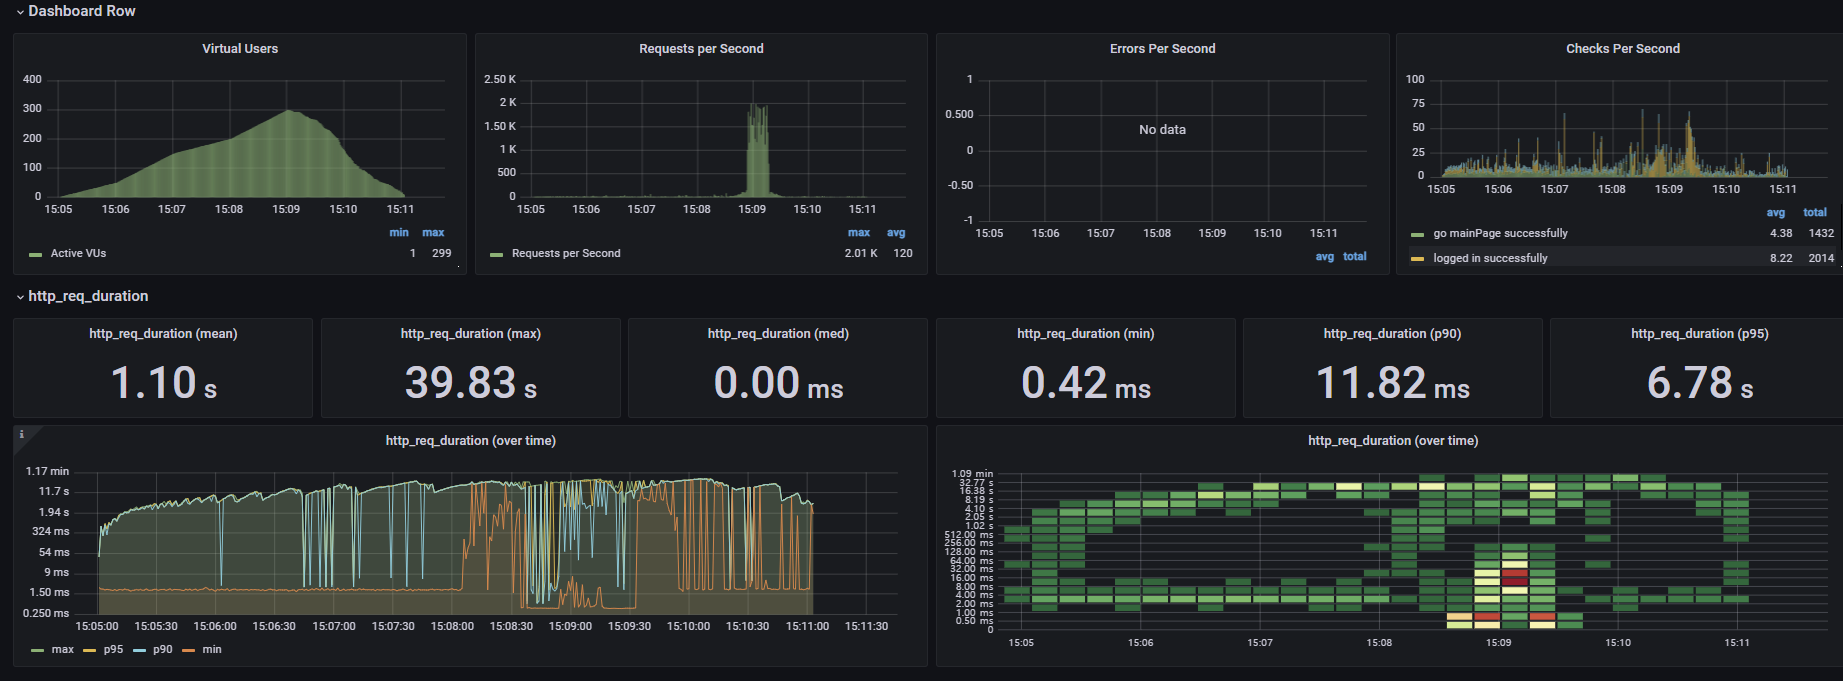 Dashboard Row
Virtual Users
400
300
200
100
0
15:05 15:06 15:07 15:08 15:09 15:10 15:11
min max
Active VUs 1 299
Requests per Second
2.50 K
2 K
1.50 K
1 K
500
0
15:05 15:06 15:07 15:08 15:09 15:10 15:11
max avg
Requests per Second 2.01 K 120
Errors Per Second
1
0.500
0
-0.50
-1
No data
15:05 15:06 15:07 15:08 15:09 15:10 15:11
avg total
Checks Per Second
100
75
50
25
0
15:05 15:06 15:07 15:08 15:09 15:10 15:11
avg total
go mainPage successfully 4.38 1432
logged in successfully 8.22 2014
http_req_duration
http_req_duration (mean)
1.10 s
http_req_duration (max)
39.83 s
http_req_duration (med)
0.00 ms
http_req_duration (min)
0.42 ms
http_req_duration (p90)
11.82 ms
http_req_duration (p95)
6.78 s
i
http_req_duration (over time)
1.17 min
11.7 s
1.94 s
324 ms
54 ms
9 ms
1.50 ms
0.250 ms
15:05:00 15:05:30 15:06:00 15:06:30 15:07:00 15:07:30 15:08:00 15:08:30 15:09:00 15:09:30 15:10:00 15:10:30 15:11:00 15:11:30
max p95 p90 min
http_req_duration (over time)
1.09 min
32.77 s
16.38 s
8.19 s
4.10 s
2.05 s
1.02 s
512.00 ms
256.00 ms
128.00 ms
64.00 ms
32.00 ms
16.00 ms
8.00 ms
4.00 ms
2.00 ms
1.00 ms
0.50 ms
0
15:05 15:06 15:07 15:08 15:09 15:10 15:11